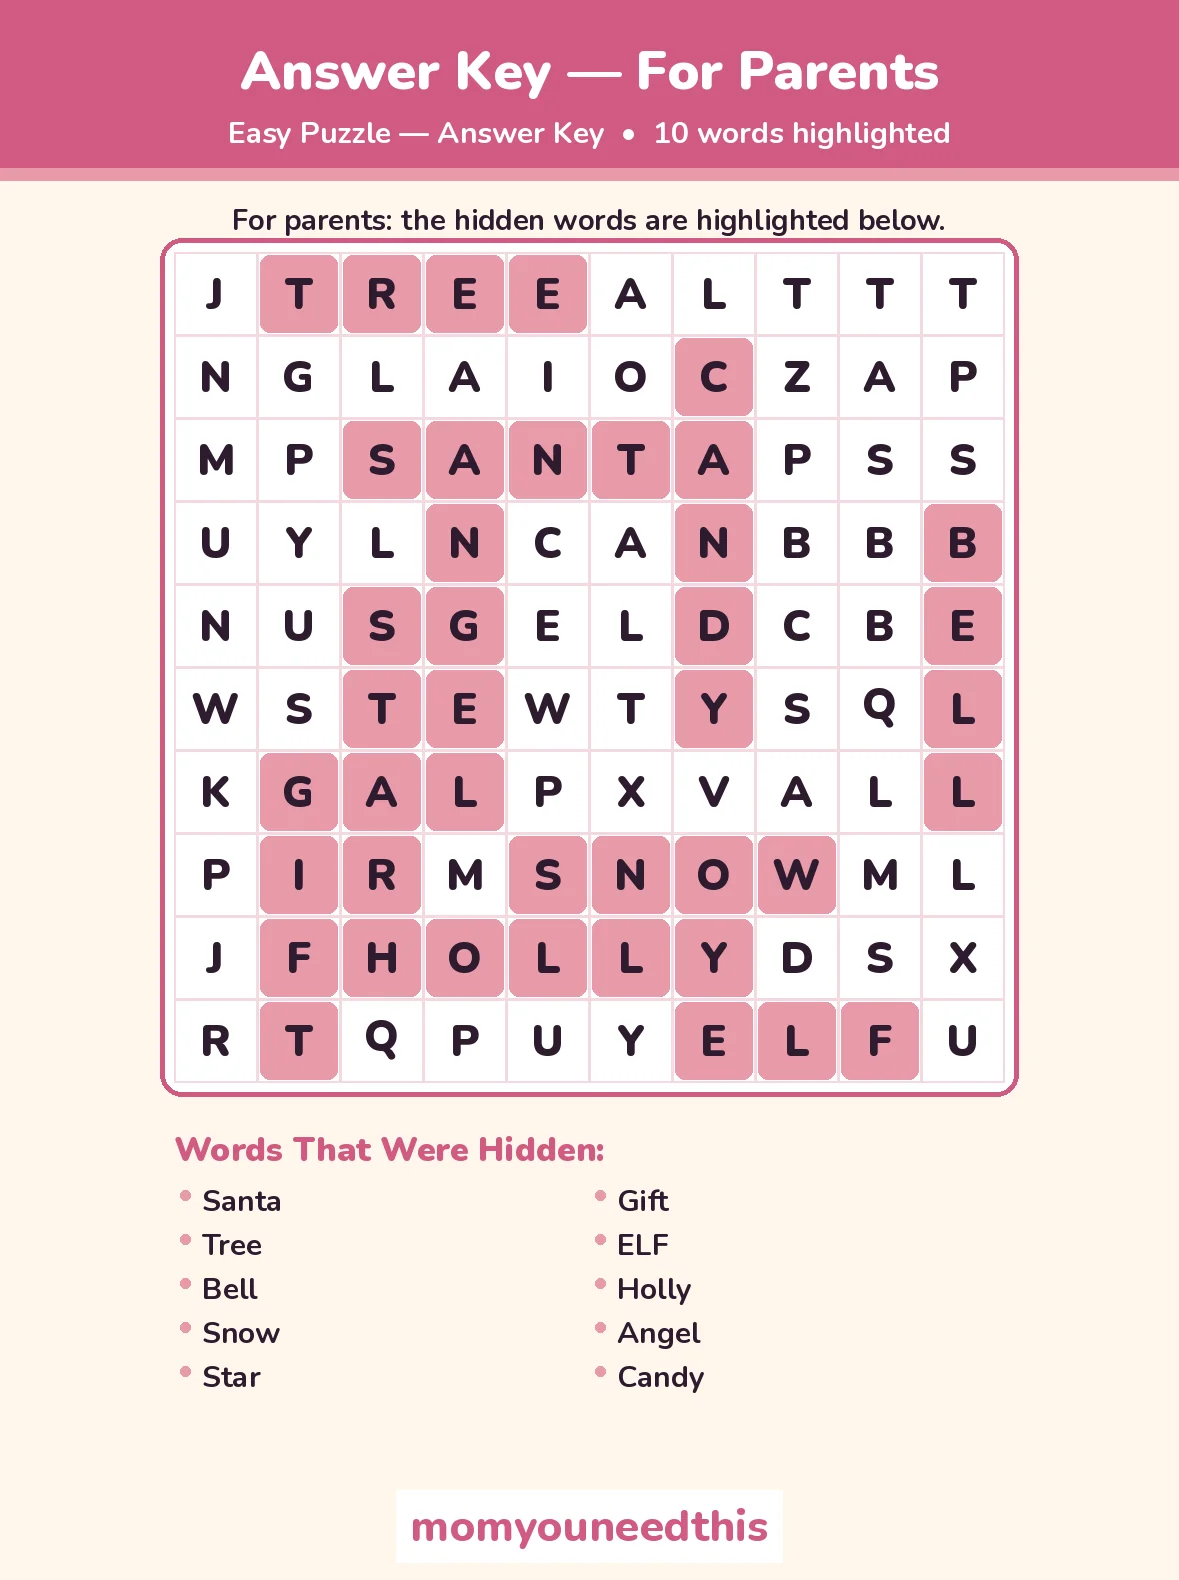 Answer Key — For Parents
Easy Puzzle — Answer Key • 10 words highlighted
For parents: the hidden words are highlighted below.
J T R E E A L T T T
N G L A I O C Z A P
M P S A N T A P S S
U Y L N C A N B B B
N U S G E L D C B E
W S T E W T Y S Q L
K G A L P X V A L L
P I R M S N O W M L
J F H O L L Y D S X
R T Q P U Y E L F U
Words That Were Hidden:
• Santa
• Tree
• Bell
• Snow
• Star
• Gift
• ELF
• Holly
• Angel
• Candy
momyouneedthis